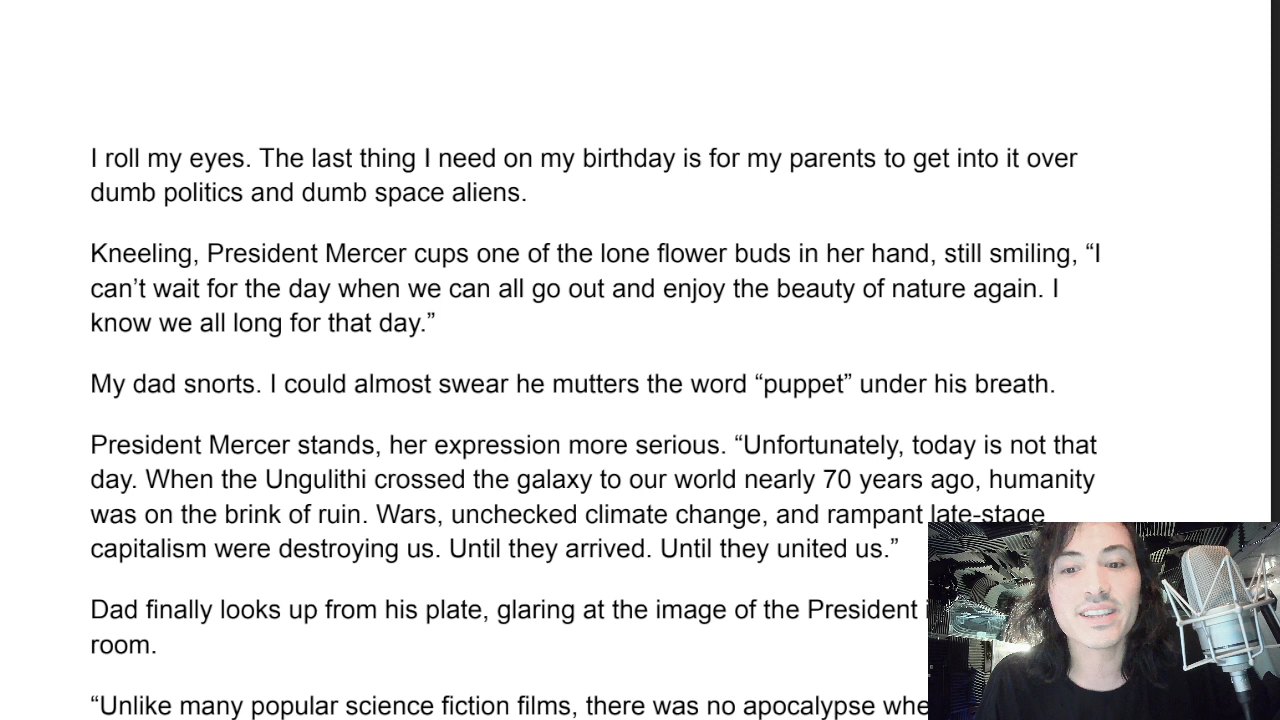 I roll my eyes. The last thing I need on my birthday is for my parents to get into it over
dumb politics and dumb space aliens.
Kneeling, President Mercer cups one of the lone flower buds in her hand, still smiling, “I
can’t wait for the day when we can all go out and enjoy the beauty of nature again. I
know we all long for that day.”
My dad snorts. I could almost swear he mutters the word “puppet” under his breath.
President Mercer stands, her expression more serious. “Unfortunately, today is not that
day. When the Ungulithi crossed the galaxy to our world nearly 70 years ago, humanity
was on the brink of ruin. Wars, unchecked climate change, and rampant late-stage
capitalism were destroying us. Until they arrived. Until they united us.”
Dad finally looks up from his plate, glaring at the image of the President
room.
“Unlike many popular science fiction films, there was no apocalypse